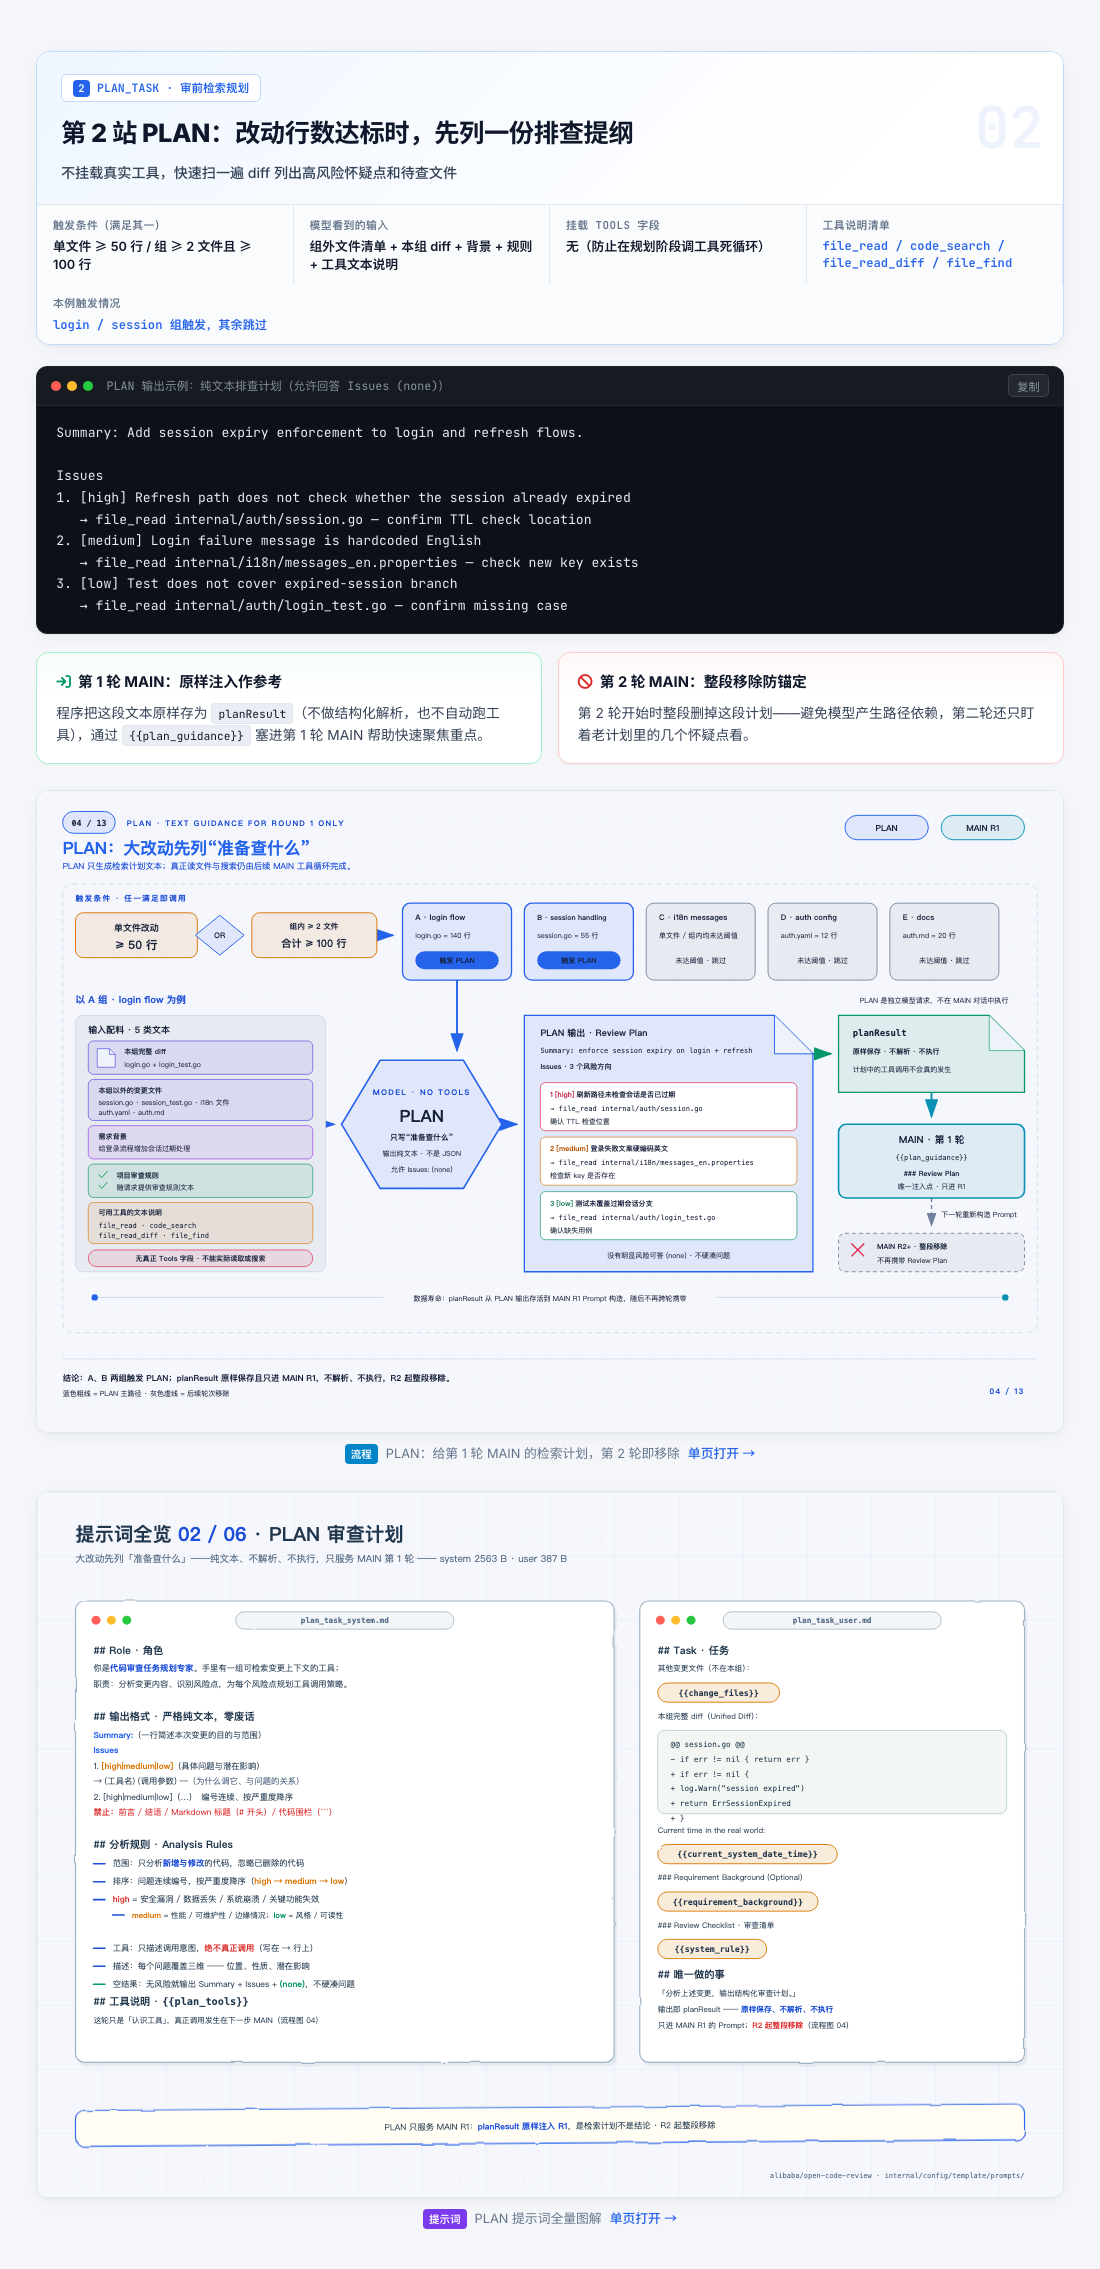 2 PLAN_TASK · 审前检索规划
02
第 2 站 PLAN：改动行数达标时，先列一份排查提纲
不挂载真实工具，快速扫一遍 diff 列出高风险怀疑点和待查文件
触发条件（满足其一）
单文件 ≥ 50 行 / 组 ≥ 2 文件且 ≥
100 行
模型看到的输入
组外文件清单 + 本组 diff + 背景 + 规则
+ 工具文本说明
挂载 TOOLS 字段
无（防止在规划阶段调工具死循环）
工具说明清单
file_read / code_search /
file_read_diff / file_find
本例触发情况
login / session 组触发，其余跳过
PLAN 输出示例：纯文本排查计划（允许回答 Issues (none)）
复制
Summary: Add session expiry enforcement to login and refresh flows.
Issues
1. [high] Refresh path does not check whether the session already expired
→ file_read internal/auth/session.go — confirm TTL check location
2. [medium] Login failure message is hardcoded English
→ file_read internal/i18n/messages_en.properties — check new key exists
3. [low] Test does not cover expired-session branch
→ file_read internal/auth/login_test.go — confirm missing case
第 1 轮 MAIN：原样注入作参考
程序把这段文本原样存为 planResult（不做结构化解析，也不自动跑工
具），通过 {{plan_guidance}} 塞进第 1 轮 MAIN 帮助快速聚焦重点。
第 2 轮 MAIN：整段移除防锚定
第 2 轮开始时整段删掉这段计划——避免模型产生路径依赖，第二轮还只盯
着老计划里的几个怀疑点看。
04 / 13 PLAN · TEXT GUIDANCE FOR ROUND 1 ONLY
PLAN
MAIN R1
PLAN：大改动先列“准备查什么”
PLAN 只生成检索计划文本；真正读文件与搜索仍由后续 MAIN 工具循环完成。
触发条件 · 任一满足即调用
单文件改动
≥ 50 行
OR
组内 ≥ 2 文件
合计 ≥ 100 行
A · login flow
login.go = 140 行
触发 PLAN
B · session handling
session.go = 55 行
触发 PLAN
C · i18n messages
单文件 / 组内均未达阈值
未达阈值 · 跳过
D · auth config
auth.yaml = 12 行
未达阈值 · 跳过
E · docs
auth.md = 20 行
未达阈值 · 跳过
以 A 组 · login flow 为例
PLAN 是独立模型请求，不在 MAIN 对话中执行
输入配料 · 5 类文本
本组完整 diff
login.go + login_test.go
本组以外的变更文件
session.go · session_test.go · i18n 文件
auth.yaml · auth.md
需求背景
给登录流程增加会话过期处理
项目审查规则
随请求提供审查规则文本
可用工具的文本说明
file_read · code_search
file_read_diff · file_find
无真正 Tools 字段 · 不能实际读取或搜索
MODEL · NO TOOLS
PLAN
只写“准备查什么”
输出纯文本 · 不是 JSON
允许 Issues: (none)
PLAN 输出 · Review Plan
Summary: enforce session expiry on login + refresh
Issues · 3 个风险方向
1 [high] 刷新路径未检查会话是否已过期
→ file_read internal/auth/session.go
确认 TTL 检查位置
2 [medium] 登录失败文案硬编码英文
→ file_read internal/i18n/messages_en.properties
检查新 key 是否存在
3 [low] 测试未覆盖过期会话分支
→ file_read internal/auth/login_test.go
确认缺失用例
没有明显风险可答 (none) · 不硬凑问题
planResult
原样保存 · 不解析 · 不执行
计划中的工具调用不会真的发生
MAIN · 第 1 轮
{{plan_guidance}}
### Review Plan
唯一注入点 · 只进 R1
下一轮重新构造 Prompt
MAIN R2+ · 整段移除
不再携带 Review Plan
数据寿命：planResult 从 PLAN 输出存活到 MAIN R1 Prompt 构造，随后不再跨轮携带
结论：A、B 两组触发 PLAN；planResult 原样保存且只进 MAIN R1，不解析、不执行，R2 起整段移除。
蓝色粗线 = PLAN 主路径 · 灰色虚线 = 后续轮次移除
04 / 13
流程 PLAN：给第 1 轮 MAIN 的检索计划，第 2 轮即移除 单页打开 →
提示词全览 02 / 06 · PLAN 审查计划
大改动先列「准备查什么」——纯文本、不解析、不执行，只服务 MAIN 第 1 轮 —— system 2563 B · user 387 B
plan_task_system.md
## Role · 角色
你是代码审查任务规划专家。手里有一组可检索变更上下文的工具；
职责：分析变更内容、识别风险点，为每个风险点规划工具调用策略。
## 输出格式 · 严格纯文本，零废话
Summary:（一行简述本次变更的目的与范围）
Issues
1. [high|medium|low]（具体问题与潜在影响）
→ (工具名) (调用参数) —（为什么调它、与问题的关系）
2. [high|medium|low]（…） 编号连续、按严重度降序
禁止：前言 / 结语 / Markdown 标题（# 开头）/ 代码围栏（```）
## 分析规则 · Analysis Rules
范围：只分析新增与修改的代码，忽略已删除的代码
排序：问题连续编号，按严重度降序（high → medium → low）
high = 安全漏洞 / 数据丢失 / 系统崩溃 / 关键功能失效
medium = 性能 / 可维护性 / 边缘情况；low = 风格 / 可读性
工具：只描述调用意图，绝不真正调用（写在 → 行上）
描述：每个问题覆盖三维 —— 位置、性质、潜在影响
空结果：无风险就输出 Summary + Issues + (none)，不硬凑问题
## 工具说明 · {{plan_tools}}
这轮只是「认识工具」，真正调用发生在下一步 MAIN（流程图 04）
plan_task_user.md
## Task · 任务
其他变更文件（不在本组）：
{{change_files}}
本组完整 diff（Unified Diff）：
@@ session.go @@
− if err != nil { return err }
+ if err != nil {
+ log.Warn("session expired")
+ return ErrSessionExpired
+ }
Current time in the real world:
{{current_system_date_time}}
### Requirement Background (Optional)
{{requirement_background}}
### Review Checklist · 审查清单
{{system_rule}}
## 唯一做的事
「分析上述变更，输出结构化审查计划。」
输出即 planResult —— 原样保存、不解析、不执行
只进 MAIN R1 的 Prompt；R2 起整段移除（流程图 04）
PLAN 只服务 MAIN R1：planResult 原样注入 R1，是检索计划不是结论 · R2 起整段移除
alibaba/open-code-review · internal/config/template/prompts/
提示词 PLAN 提示词全量图解 单页打开 →